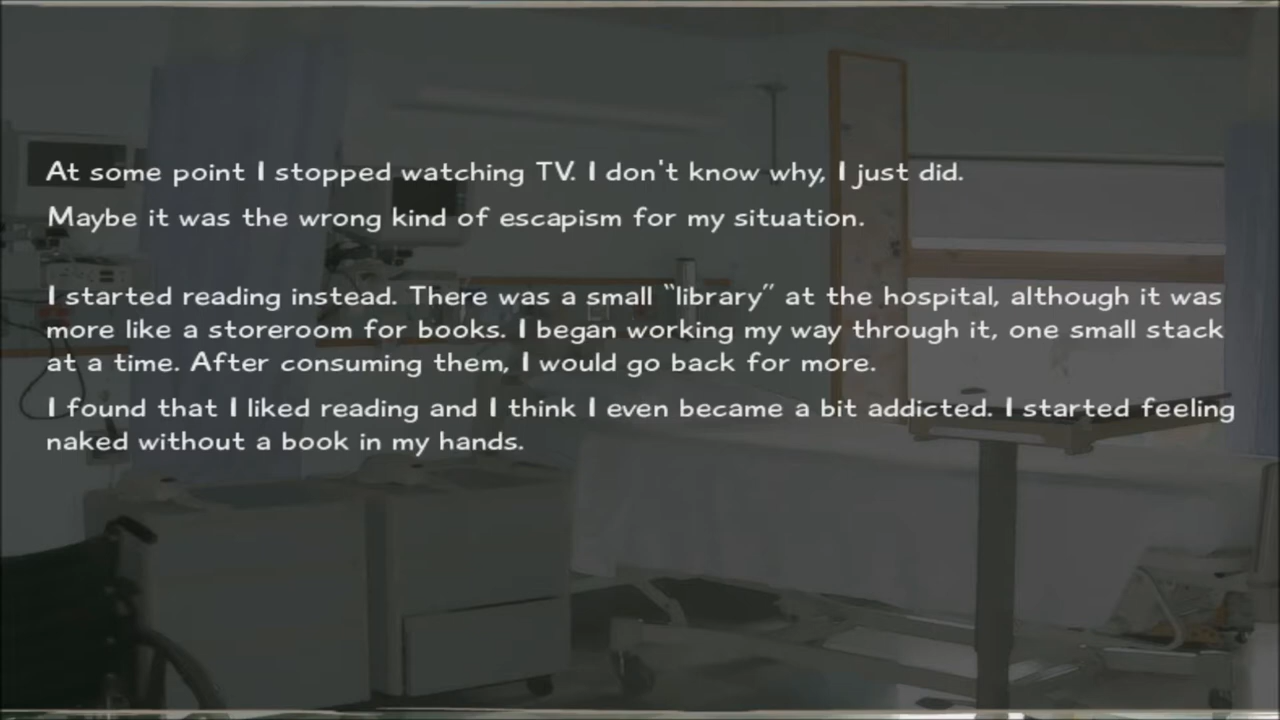 At some point I stopped watching TV. I don't know why, I just did.
Maybe it was the wrong kind of escapism for my situation.
I started reading instead. There was a small “library” at the hospital, although it was
more like a storeroom for books. I began working my way through it, one small stack
at a time. After consuming them, I would go back for more.
I found that I liked reading and I think I even became a bit addicted. I started feeling
naked without a book in my hands.